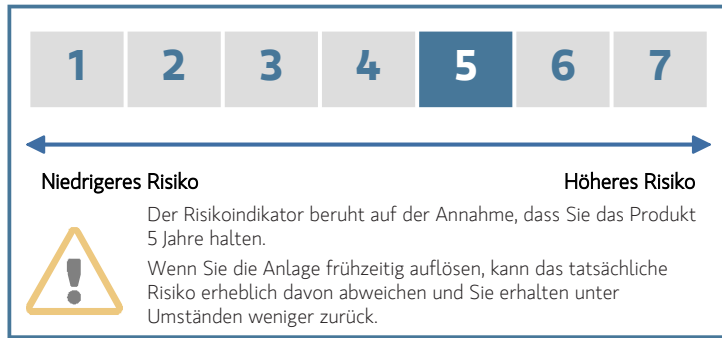 1 2 3 4 5 6 7
Niedrigeres Risiko Höheres Risiko
Der Risikoindikator beruht auf der Annahme, dass Sie das Produkt
5 Jahre halten.
Wenn Sie die Anlage frühzeitig auflösen, kann das tatsächliche
Risiko erheblich davon abweichen und Sie erhalten unter
Umständen weniger zurück.